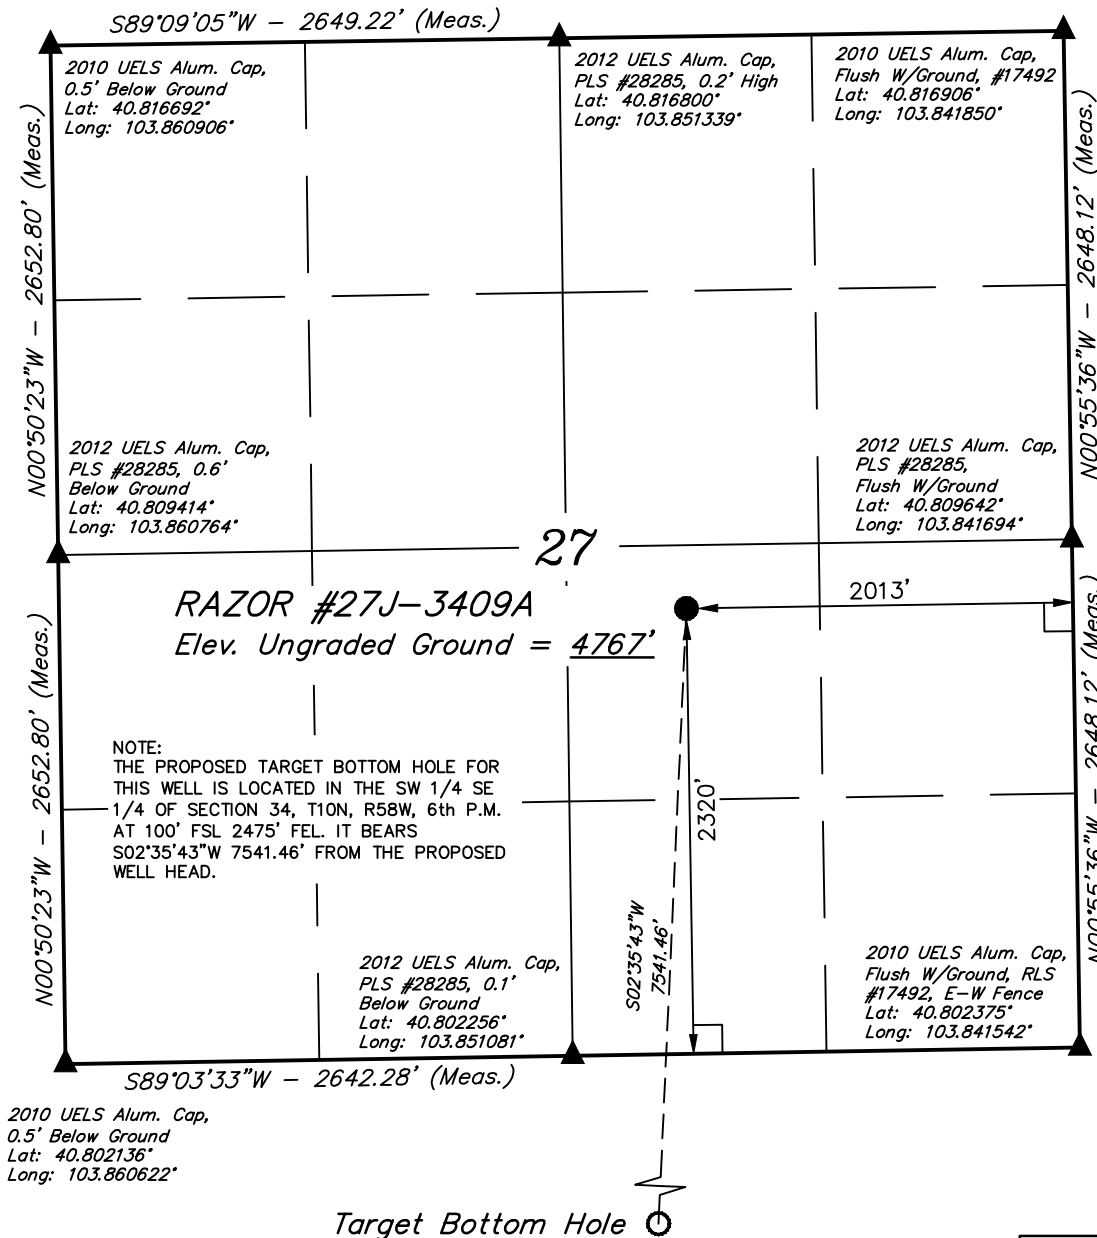 S89°09'05"W – 2649.22' (Meas.)
2010 UELS Alum. Cap,
0.5' Below Ground
Lat: 40.816692°
Long: 103.860906°
2012 UELS Alum. Cap,
PLS #28285, 0.2' High
Lat: 40.816800°
Long: 103.851339°
2010 UELS Alum. Cap,
Flush W/Ground, #17492
Lat: 40.816906°
Long: 103.841850°
N00°50'23"W – 2652.80' (Meas.)
N00°55'36"W – 2648.12' (Meas.)
2012 UELS Alum. Cap,
PLS #28285, 0.6'
Below Ground
Lat: 40.809414°
Long: 103.860764°
2012 UELS Alum. Cap,
PLS #28285,
Flush W/Ground
Lat: 40.809642°
Long: 103.841694°
27
RAZOR #27J–3409A
Elev. Ungraded Ground = 4767'
2013'
N00°50'23"W – 2652.80' (Meas.)
N00°55'36"W – 2648.12' (Meas.)
NOTE:
THE PROPOSED TARGET BOTTOM HOLE FOR
THIS WELL IS LOCATED IN THE SW 1/4 SE
1/4 OF SECTION 34, T10N, R58W, 6th P.M.
AT 100' FSL 2475' FEL. IT BEARS
S02°35'43"W 7541.46' FROM THE PROPOSED
WELL HEAD.
2320'
S02°35'43"W
7541.46'
2012 UELS Alum. Cap,
PLS #28285, 0.1'
Below Ground
Lat: 40.802256°
Long: 103.851081°
2010 UELS Alum. Cap,
Flush W/Ground, RLS
#17492, E–W Fence
Lat: 40.802375°
Long: 103.841542°
S89°03'33"W – 2642.28' (Meas.)
2010 UELS Alum. Cap,
0.5' Below Ground
Lat: 40.802136°
Long: 103.860622°
Target Bottom Hole